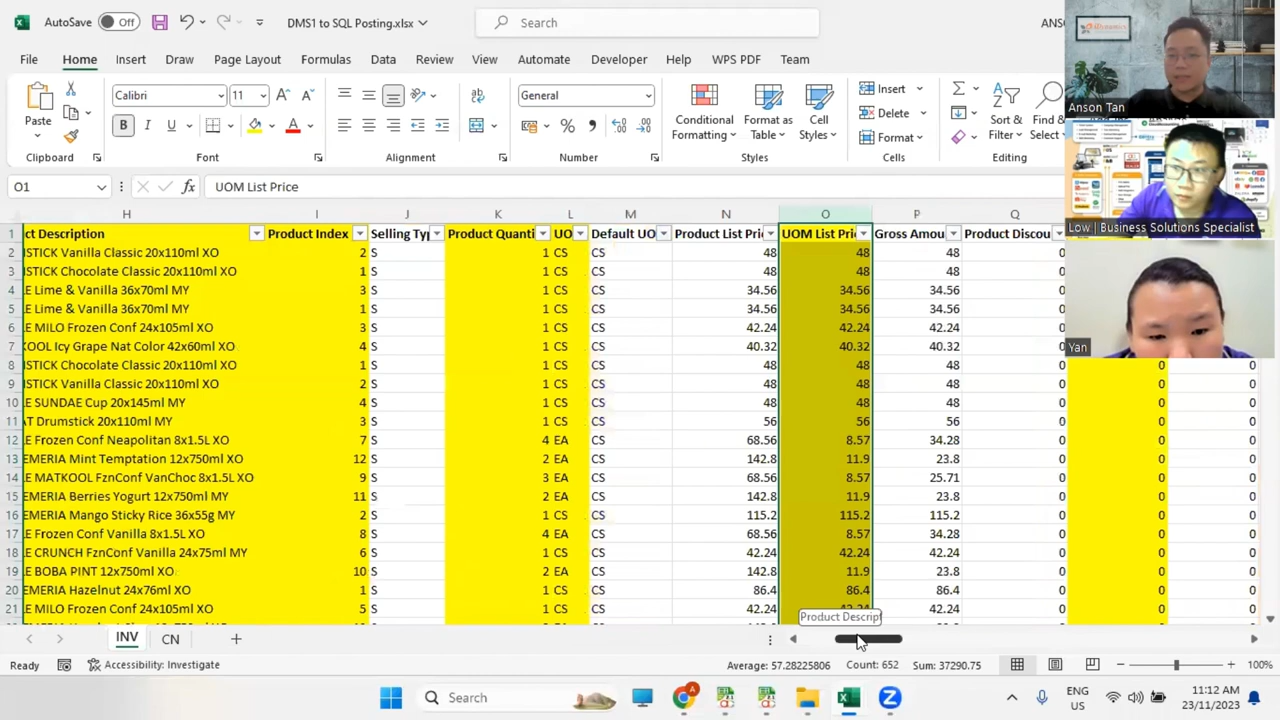 AutoSave Off DMS1 to SQL Posting.xlsx Search ANS
File Home Insert Draw Page Layout Formulas Data Review View Automate Developer Help WPS PDF Team
Paste Calibri 11 General Conditional Formatting Format as Table Cell Styles Insert Delete Format Sort & Filter Find &
Clipboard Font Alignment Number Styles Cells Editing
Anson Tan
Low | Business Solutions Specialist
Yan
O1 UOM List Price
H I J K L M N O P Q
1 ct Description Product Index Selling Typ Product Quanti UO Default UO Product List Pri UOM List Pri Gross Amou Product Discou
2 STICK Vanilla Classic 20x110ml XO 2 S 1 CS CS 48 48 48 0
3 STICK Chocolate Classic 20x110ml XO 1 S 1 CS CS 48 48 48 0
4 E Lime & Vanilla 36x70ml MY 3 S 1 CS CS 34.56 34.56 34.56 0
5 E Lime & Vanilla 36x70ml MY 1 S 1 CS CS 34.56 34.56 34.56 0
6 E MILO Frozen Conf 24x105ml XO 3 S 1 CS CS 42.24 42.24 42.24 0
7 KOOL Icy Grape Nat Color 42x60ml XO 4 S 1 CS CS 40.32 40.32 40.32 0
8 STICK Chocolate Classic 20x110ml XO 1 S 1 CS CS 48 48 48 0 0 0
9 STICK Vanilla Classic 20x110ml XO 2 S 1 CS CS 48 48 48 0 0 0
10 E SUNDAE Cup 20x145ml MY 4 S 1 CS CS 48 48 48 0 0 0
11 AT Drumstick 20x110ml MY 3 S 1 CS CS 56 56 56 0 0 0
12 E Frozen Conf Neapolitan 8x1.5L XO 7 S 4 EA CS 68.56 8.57 34.28 0 0 0
13 EMERIA Mint Temptation 12x750ml XO 12 S 2 EA CS 142.8 11.9 23.8 0 0 0
14 E MATKOOL FznConf VanChoc 8x1.5L XO 9 S 3 EA CS 68.56 8.57 25.71 0 0 0
15 EMERIA Berries Yogurt 12x750ml MY 11 S 2 EA CS 142.8 11.9 23.8 0 0 0
16 EMERIA Mango Sticky Rice 36x55g MY 2 S 1 CS CS 115.2 115.2 115.2 0 0 0
17 E Frozen Conf Vanilla 8x1.5L XO 8 S 4 EA CS 68.56 8.57 34.28 0 0 0
18 E CRUNCH FznConf Vanilla 24x75ml MY 6 S 1 CS CS 42.24 42.24 42.24 0 0 0
19 E BOBA PINT 12x750ml XO 10 S 2 EA CS 142.8 11.9 23.8 0 0 0
20 EMERIA Hazelnut 24x76ml XO 1 S 1 CS CS 86.4 86.4 86.4 0 0 0
21 E MILO Frozen Conf 24x105ml XO 5 S 1 CS CS 42.24 42.24 42.24 0 0 0
Product Descript
INV CN
Ready Accessibility: Investigate Average: 57.28225806 Count: 652 Sum: 37290.75 100%
Search ENG US 11:12 AM 23/11/2023